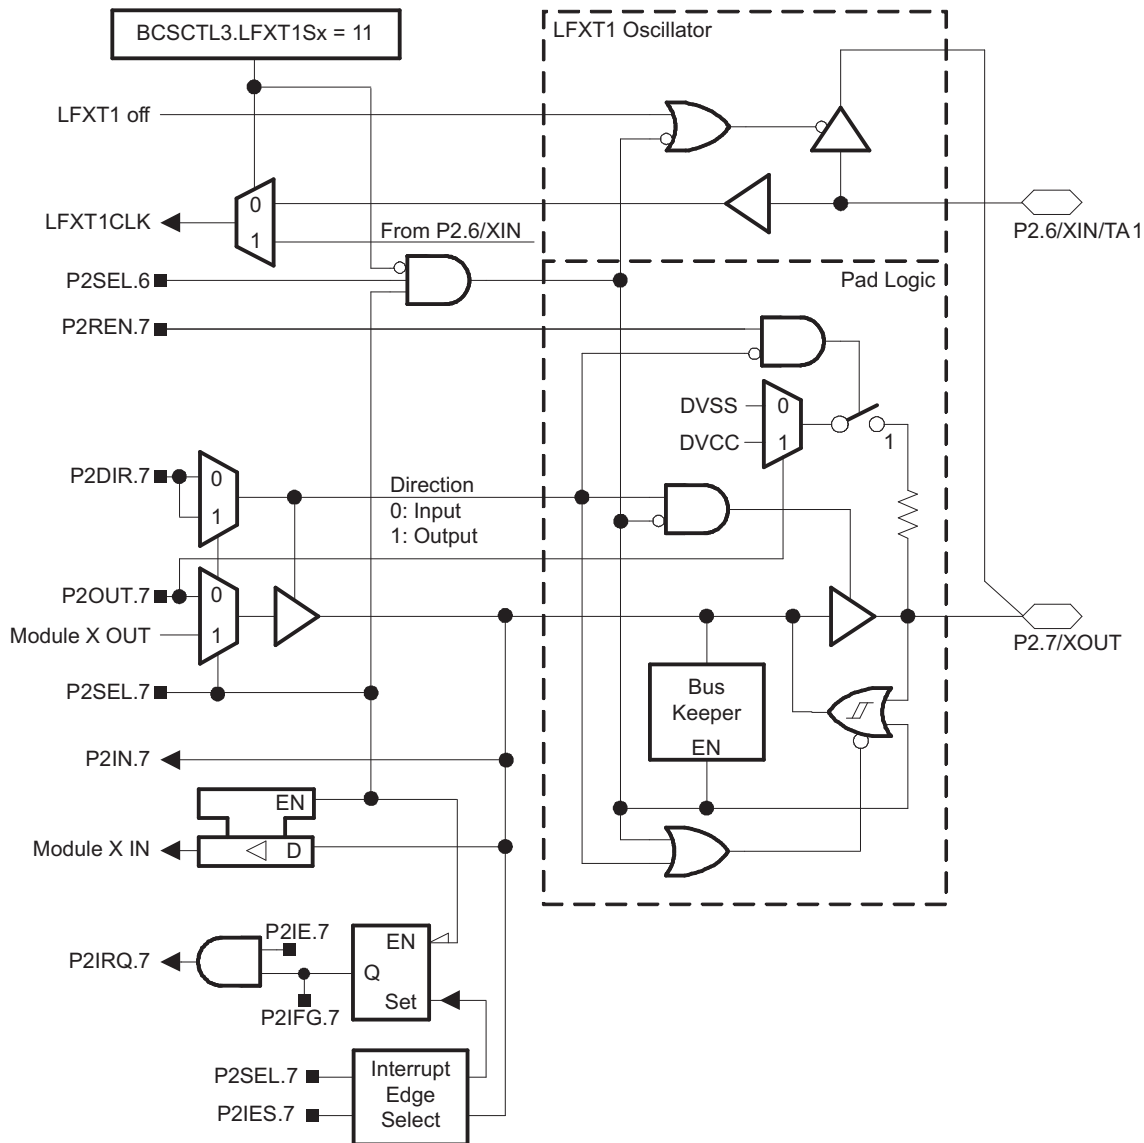 BCSCTL3.LFXT1Sx = 11
LFXT1 Oscillator
LFXT1 off
0
LFXT1CLK
1
From P2.6/XIN
P2.6/XIN/TA1
P2SEL.6
Pad Logic
P2REN.7
DVSS
0
DVCC
1
1
P2DIR.7
0
1
Direction
0: Input
1: Output
P2OUT.7
0
Module X OUT
1
P2.7/XOUT
P2SEL.7
Bus
Keeper
EN
P2IN.7
EN
Module X IN
D
P2IE.7
EN
P2IRQ.7
Q
Set
P2IFG.7
P2SEL.7
P2IES.7
Interrupt
Edge
Select